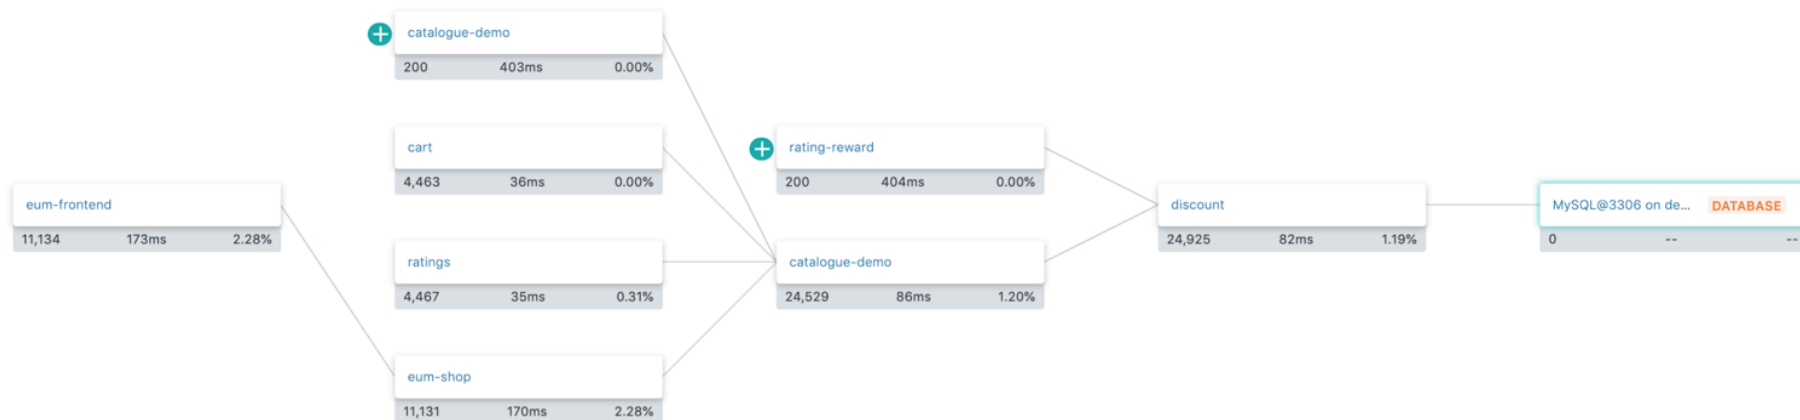 catalogue-demo
200 403ms 0.00%
cart
4,463 36ms 0.00%
ratings
4,467 35ms 0.31%
eum-shop
11,131 170ms 2.28%
eum-frontend
11,134 173ms 2.28%
rating-reward
200 404ms 0.00%
catalogue-demo
24,529 86ms 1.20%
discount
24,925 82ms 1.19%
MySQL@3306 on de... DATABASE
0 -- --